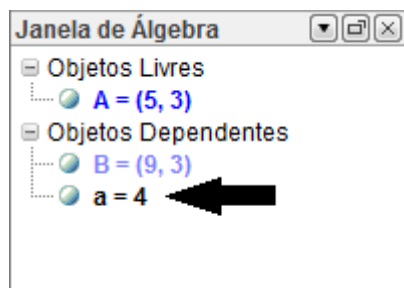 Janela de Álgebra
Objetos Livres
A = (5, 3)
Objetos Dependentes
B = (9, 3)
a = 4